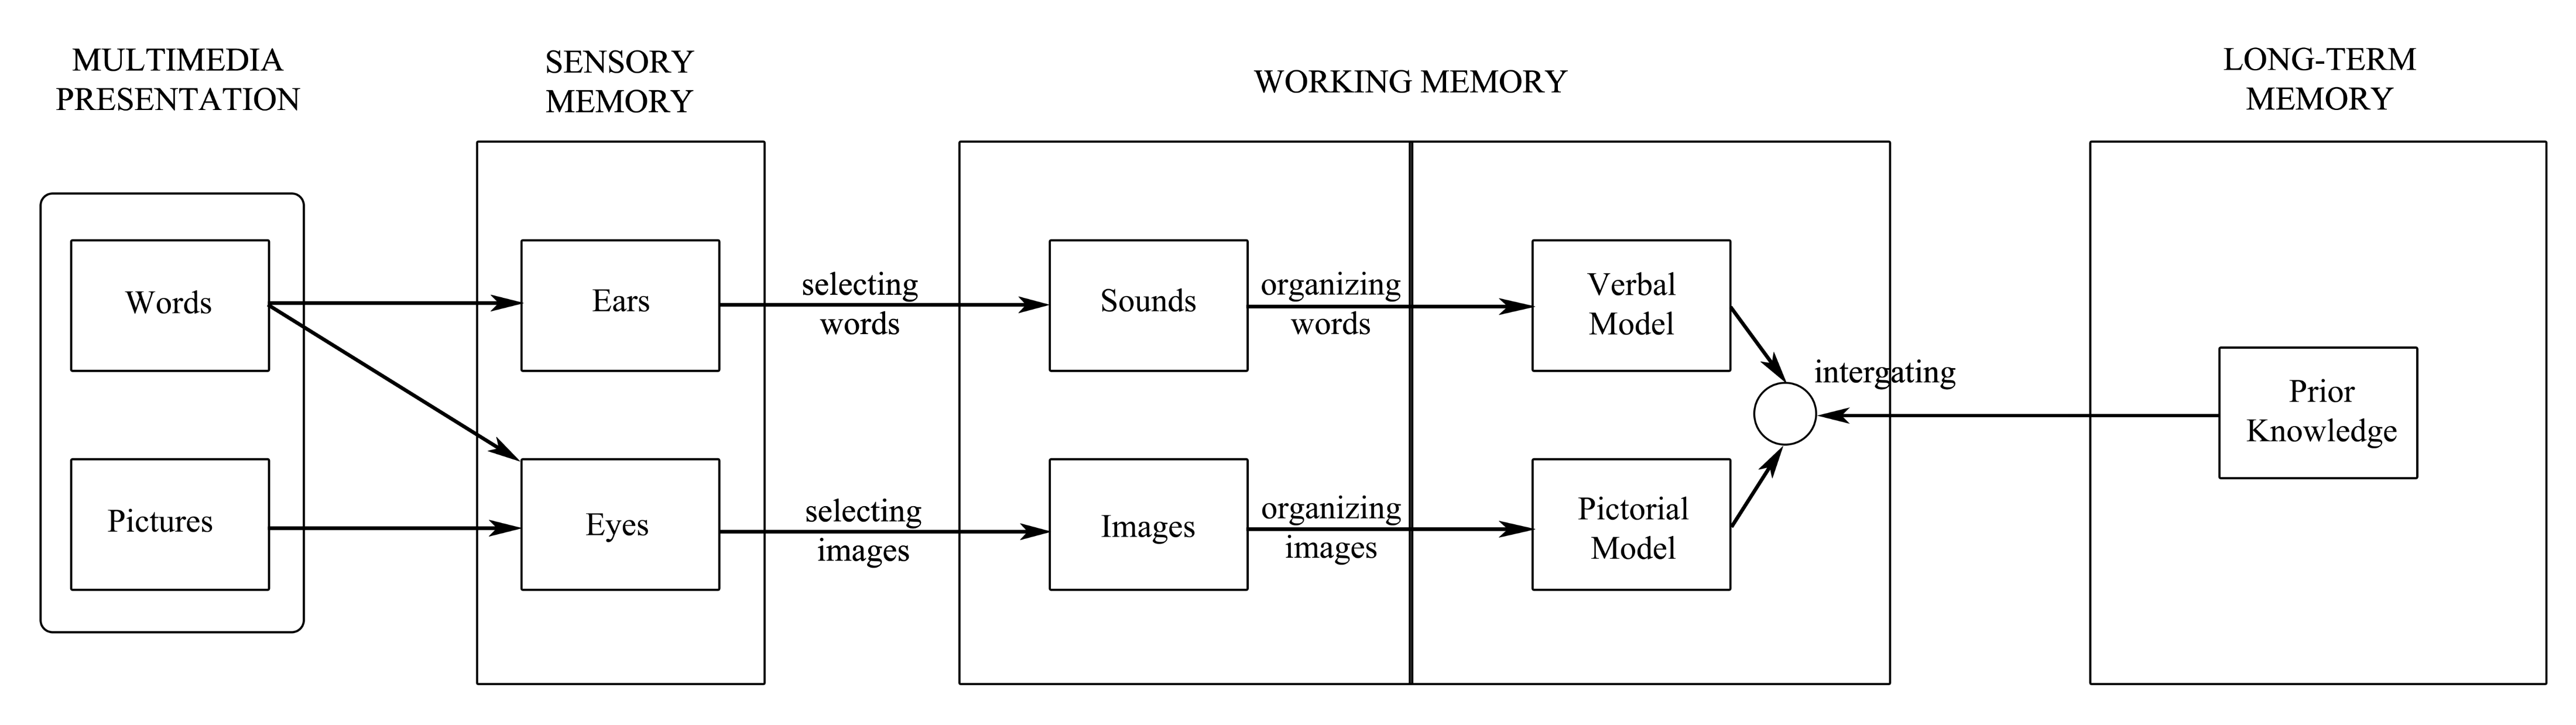 MULTIMEDIA
PRESENTATION
SENSORY
MEMORY
WORKING MEMORY
LONG-TERM
MEMORY
Words
Pictures
Ears
Eyes
selecting
words
selecting
images
Sounds
Images
organizing
words
organizing
images
Verbal
Model
Pictorial
Model
intergating
Prior
Knowledge